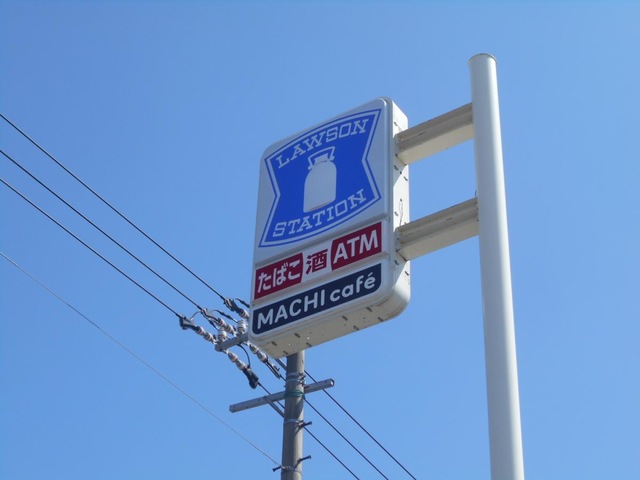 LAWSON
STATION
たばこ 酒 ATM
MACHI café